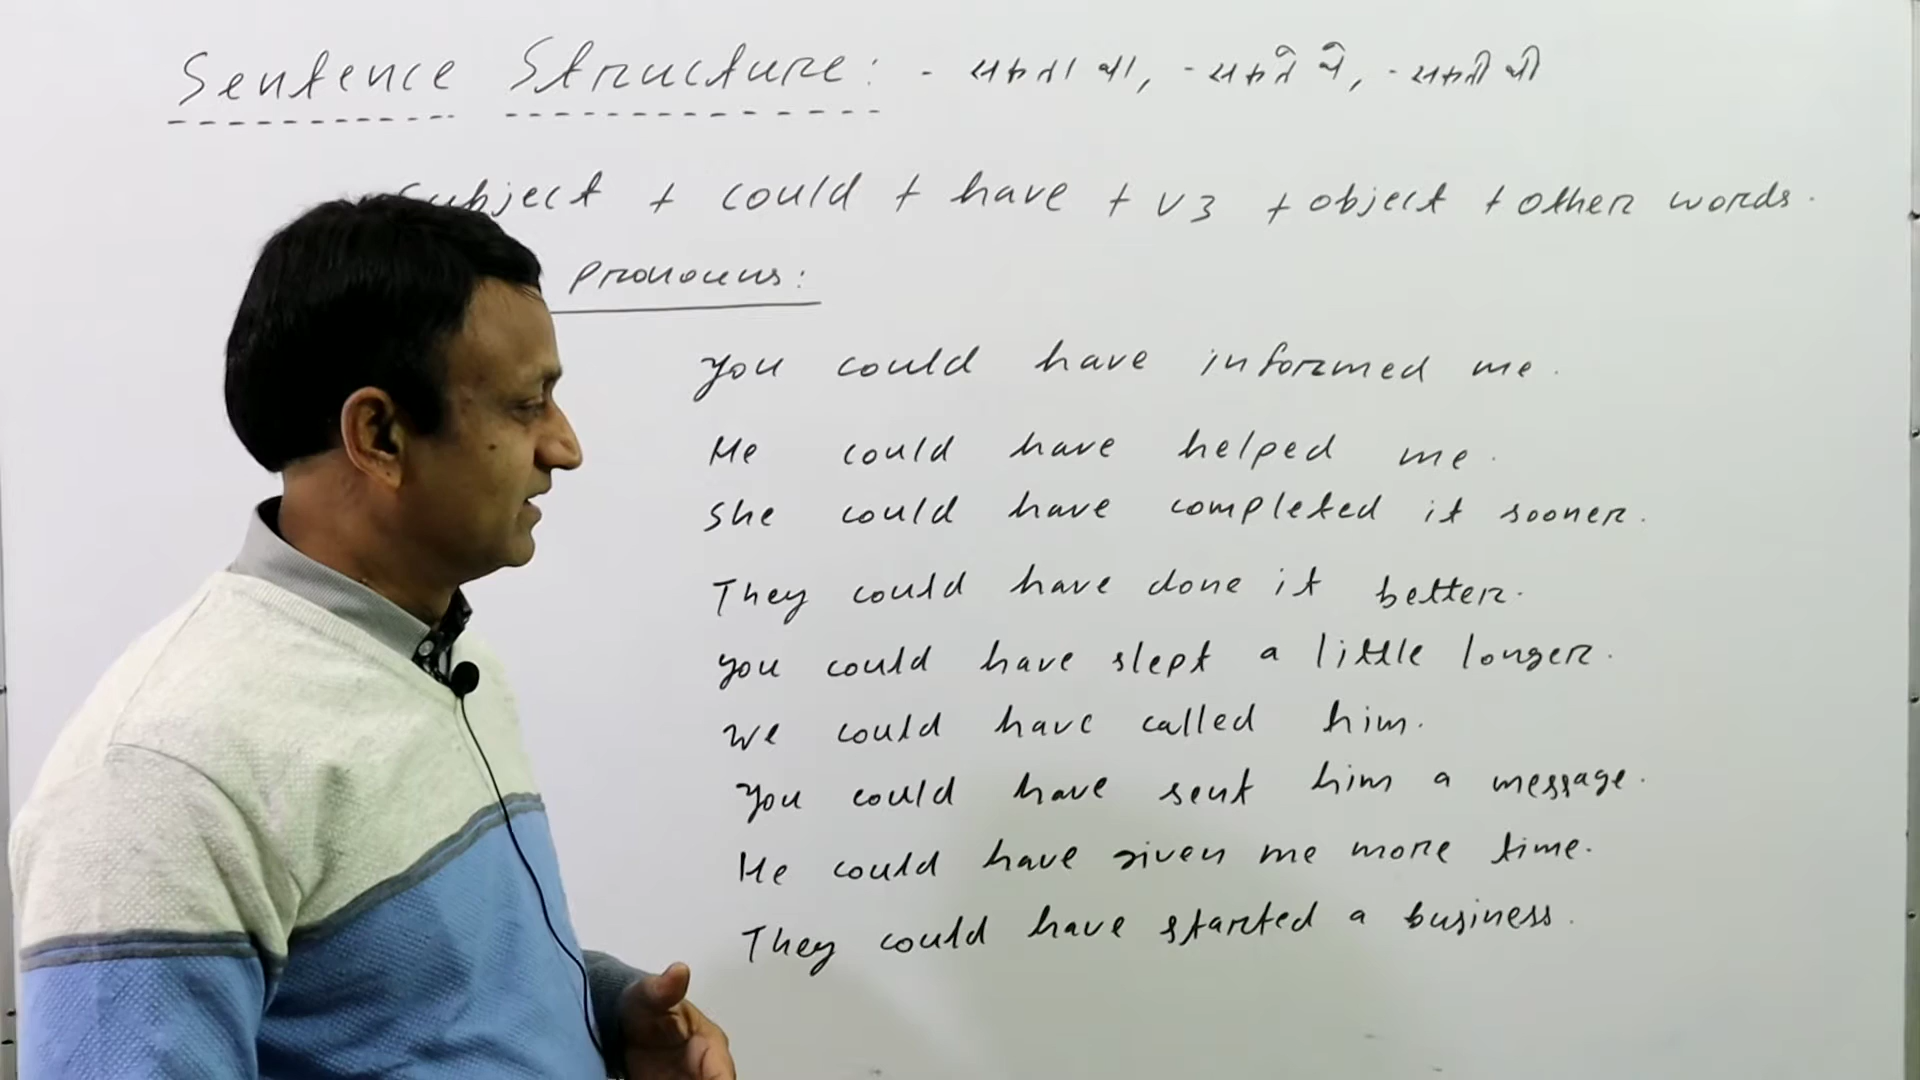 Sentence Structure: - सकता था, - सकते थे, - सकती थी
Subject + could + have + V3 + object + other words.
Pronouns:
You could have informed me.
He could have helped me.
She could have completed it sooner.
They could have done it better.
You could have slept a little longer.
We could have called him.
You could have sent him a message.
He could have given me more time.
They could have started a business.